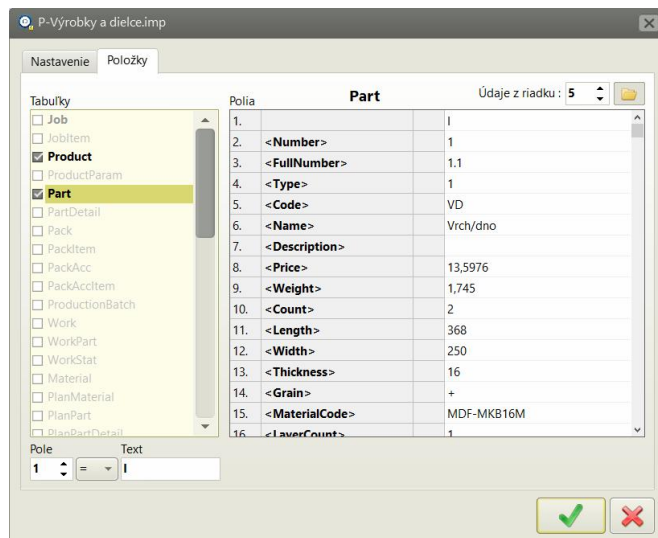 P-Výrobky a dielce.imp
Nastavenie Položky
Tabuľky
Job
JobItem
Product
ProductParam
Part
PartDetail
Pack
PackItem
PackAcc
PackAccItem
ProductionBatch
Work
WorkPart
WorkStat
Material
PlanMaterial
PlanPart
PlanPartDetail
Polia Part Údaje z riadku : 5
1. I
2. <Number> 1
3. <FullNumber> 1.1
4. <Type> 1
5. <Code> VD
6. <Name> Vrch/dno
7. <Description>
8. <Price> 13,5976
9. <Weight> 1,745
10. <Count> 2
11. <Length> 368
12. <Width> 250
13. <Thickness> 16
14. <Grain> +
15. <MaterialCode> MDF-MKB16M
16. <LayerCount> 1
Pole Text
1 = I